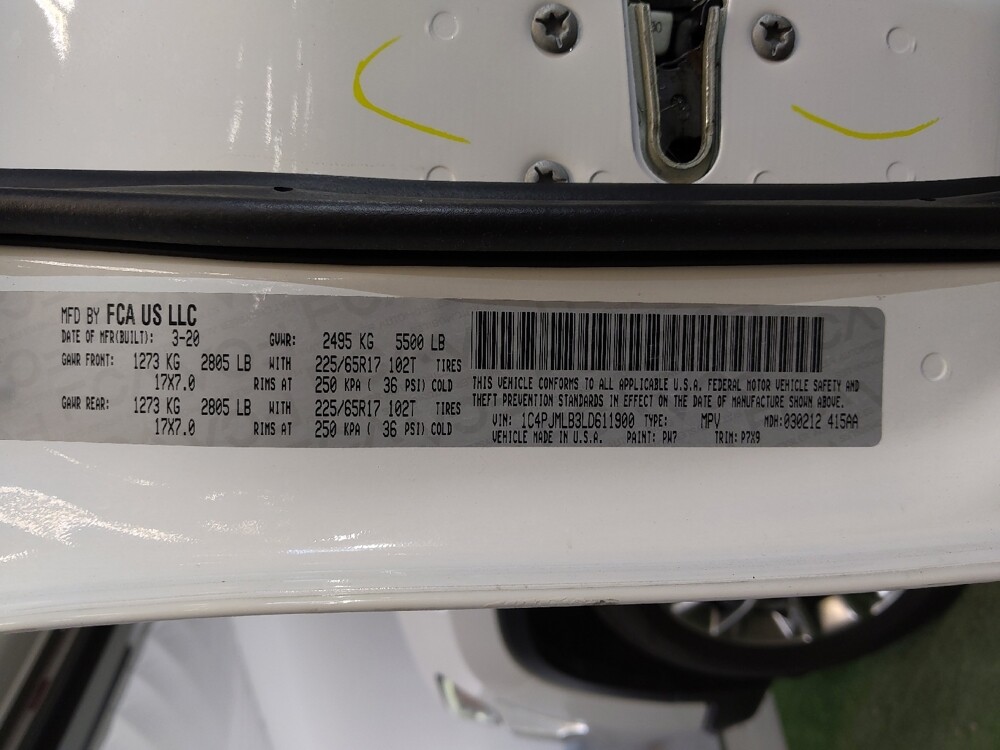 MFD BY FCA US LLC
DATE OF MFR(BUILT): 3-20 GVWR: 2495 KG 5500 LB
GAWR FRONT: 1273 KG 2805 LB WITH 225/65R17 102T TIRES
17X7.0 RIMS AT 250 KPA ( 36 PSI) COLD
GAWR REAR: 1273 KG 2805 LB WITH 225/65R17 102T TIRES
17X7.0 RIMS AT 250 KPA ( 36 PSI) COLD
THIS VEHICLE CONFORMS TO ALL APPLICABLE U.S.A. FEDERAL MOTOR VEHICLE SAFETY AND
THEFT PREVENTION STANDARDS IN EFFECT ON THE DATE OF MANUFACTURE SHOWN ABOVE.
VIN: 1C4PJMLB3LD611900 TYPE: MPV MDH:030212 415AA
VEHICLE MADE IN U.S.A. PAINT: PW7 TRIM: P7X9